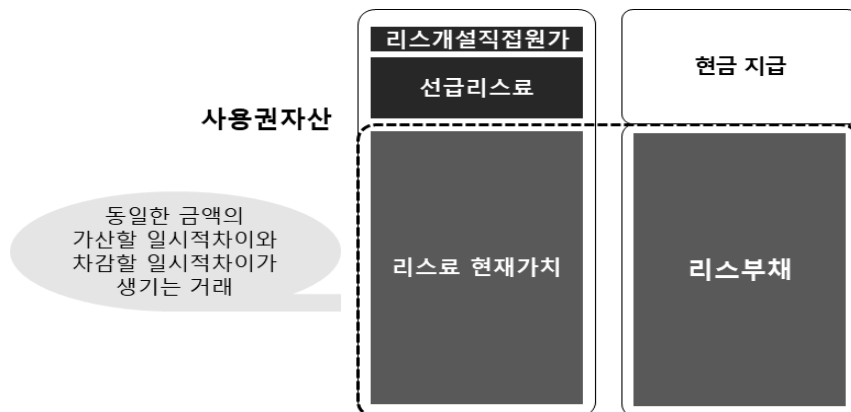 리스개설직접원가
선급리스료
현금 지급
사용권자산
동일한 금액의
가산할 일시적차이와
차감할 일시적차이가
생기는 거래
리스료 현재가치
리스부채